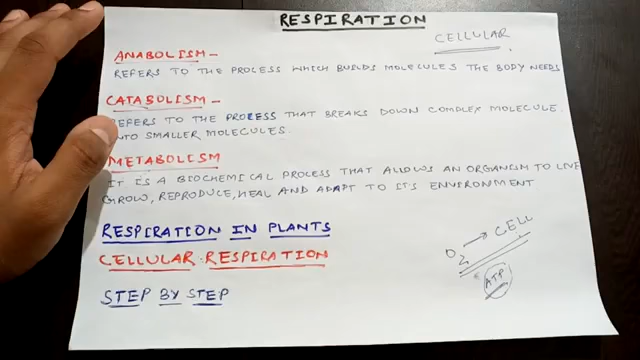 RESPIRATION
CELLULAR
ANABOLISM-
REFERS TO THE PROCESS WHICH BUILDS MOLECULES THE BODY NEEDS
CATABOLISM-
REFERS TO THE PROCESS THAT BREAKS DOWN COMPLEX MOLECULE
INTO SMALLER MOLECULES.
METABOLISM
IT IS A BIOCHEMICAL PROCESS THAT ALLOWS AN ORGANISM TO LIVE
GROW, REPRODUCE, HEAL AND ADAPT TO IT'S ENVIRONMENT
RESPIRATION IN PLANTS
CELLULAR RESPIRATION
O2 → CELL
ATP
STEP BY STEP